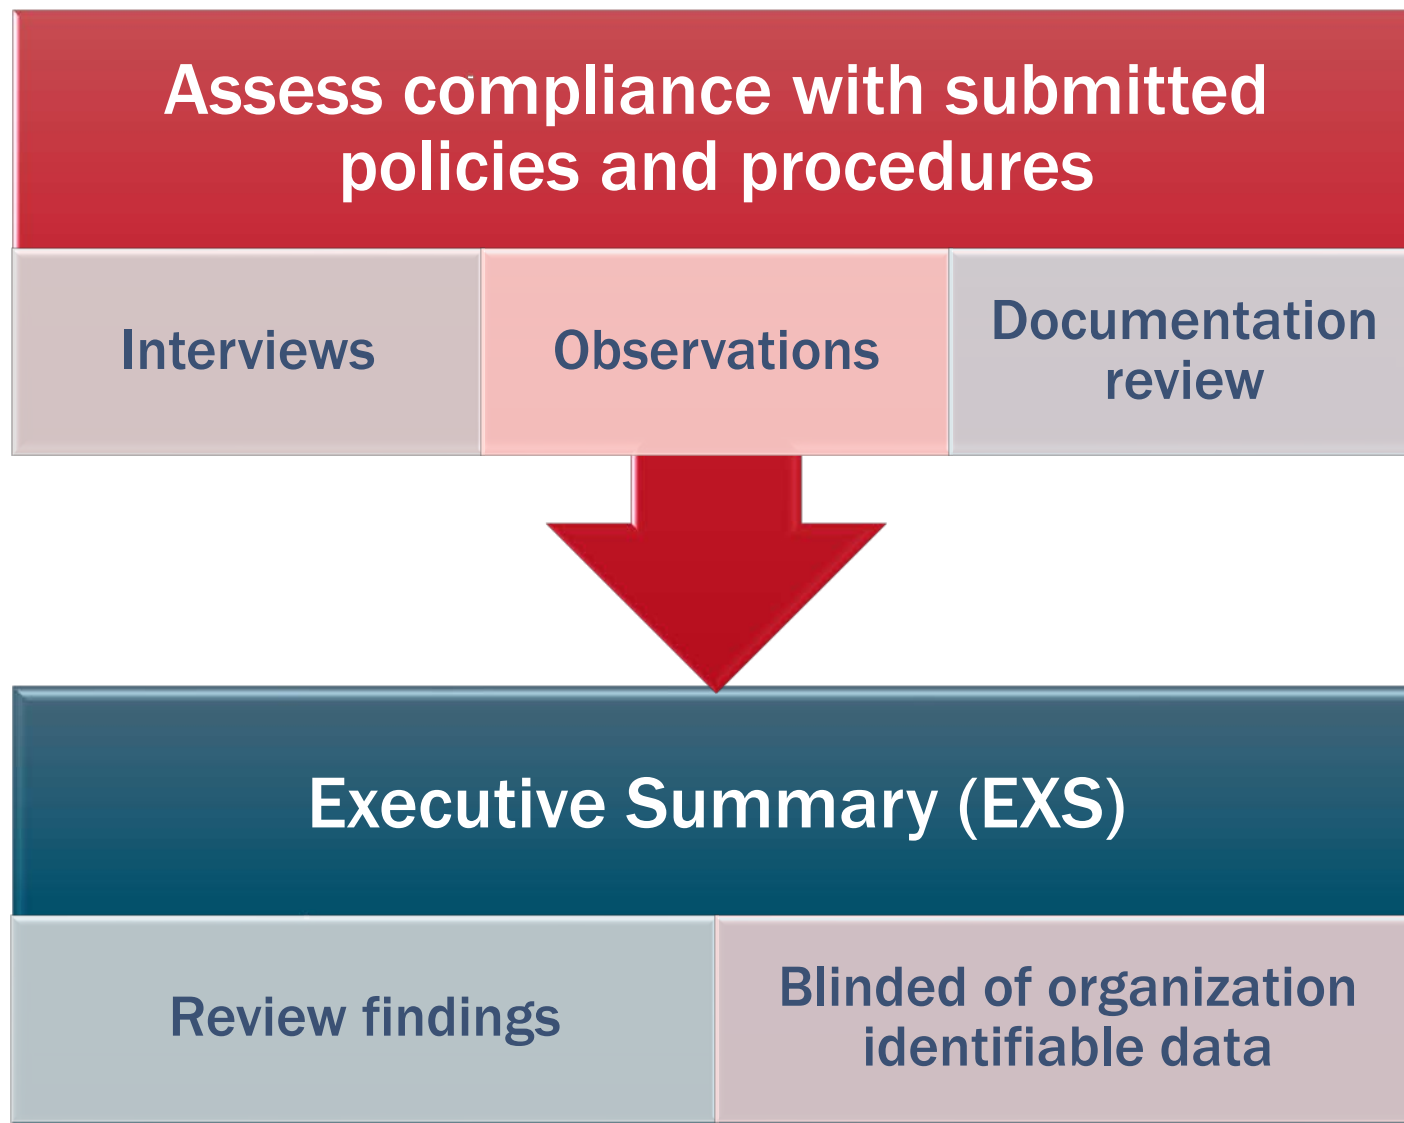 Assess compliance with submitted
policies and procedures
Interviews
Observations
Documentation
review
Executive Summary (EXS)
Review findings
Blinded of organization
identifiable data